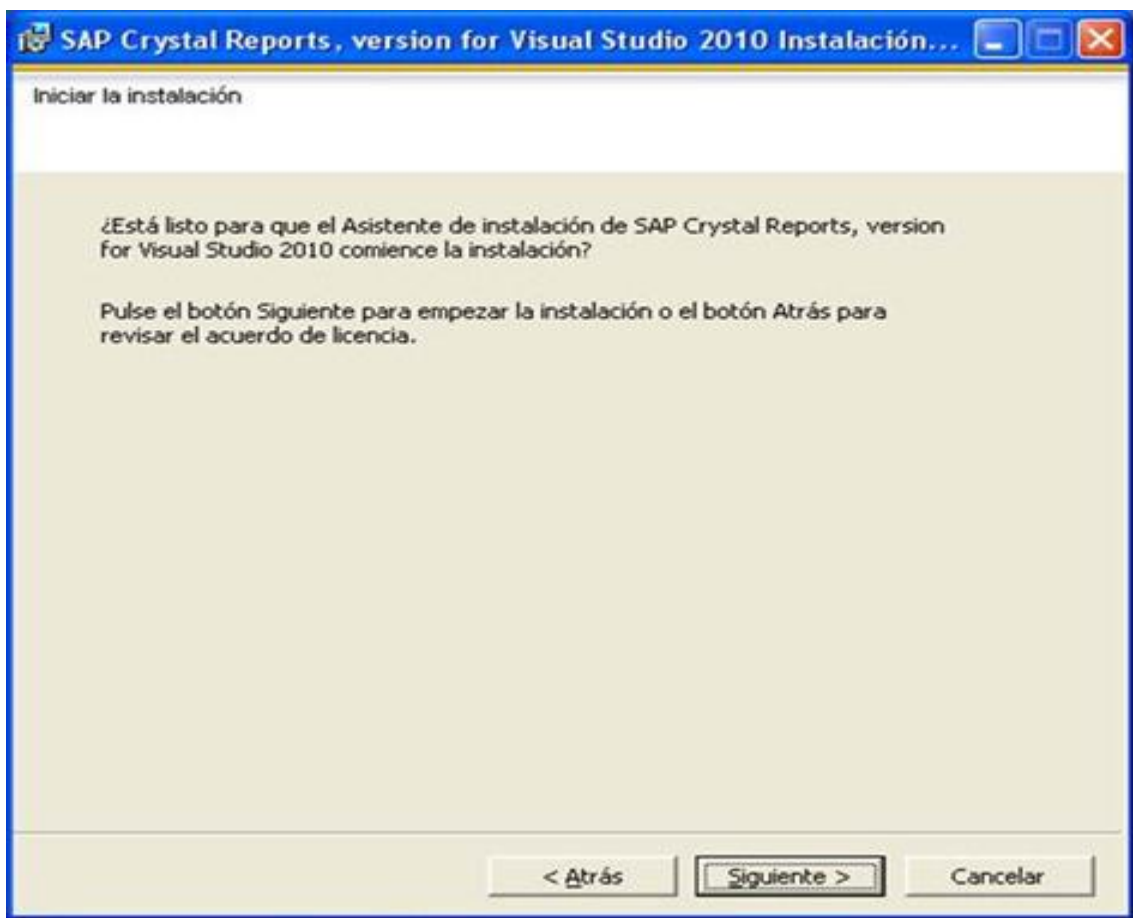 SAP Crystal Reports, version for Visual Studio 2010 Instalación...
Iniciar la instalación
¿Está listo para que el Asistente de instalación de SAP Crystal Reports, version
for Visual Studio 2010 comience la instalación?
Pulse el botón Siguiente para empezar la instalación o el botón Atrás para
revisar el acuerdo de licencia.
< Atrás
Siguiente >
Cancelar